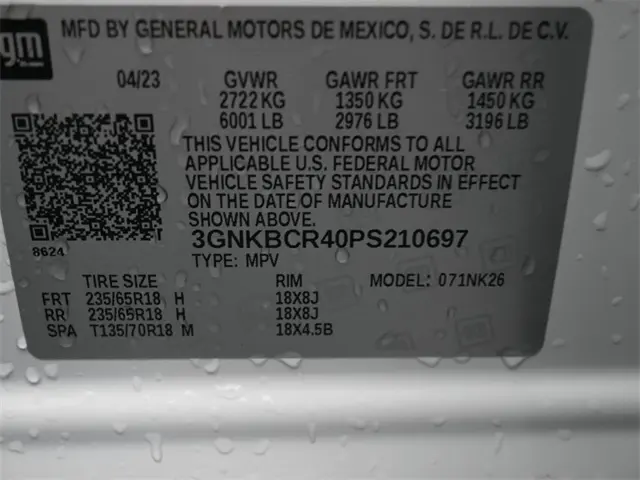 gm
MFD BY GENERAL MOTORS DE MEXICO, S. DE R.L. DE C.V.
04/23 GVWR GAWR FRT GAWR RR
2722 KG 1350 KG 1450 KG
6001 LB 2976 LB 3196 LB
THIS VEHICLE CONFORMS TO ALL
APPLICABLE U.S. FEDERAL MOTOR
VEHICLE SAFETY STANDARDS IN EFFECT
ON THE DATE OF MANUFACTURE
SHOWN ABOVE.
8624
3GNKBCR40PS210697
TYPE: MPV
TIRE SIZE RIM MODEL: 071NK26
FRT 235/65R18 H 18X8J
RR 235/65R18 H 18X8J
SPA T135/70R18 M 18X4.5B